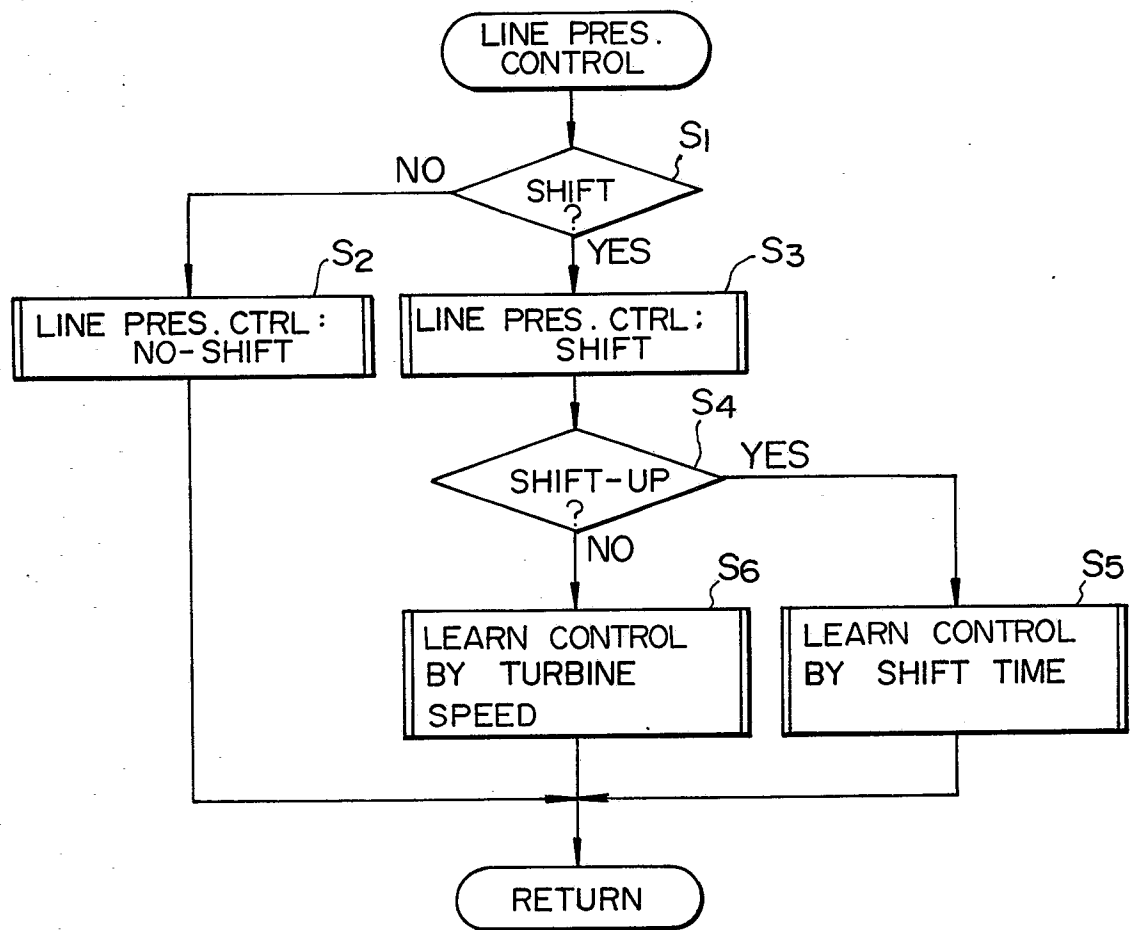 LINE PRES.
CONTROL
S1
NO
SHIFT
?
YES
S2
S3
LINE PRES. CTRL:
NO-SHIFT
LINE PRES. CTRL:
SHIFT
S4
YES
SHIFT-UP
?
NO
S6
S5
LEARN CONTROL
BY TURBINE
SPEED
LEARN CONTROL
BY SHIFT TIME
RETURN